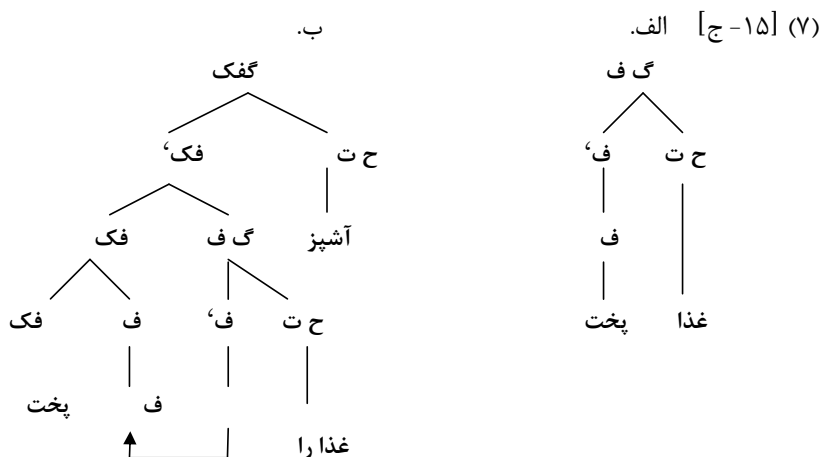 (۷) [۱۵-ج] الف. ب.
گ ف گفک
ح ت ف‘ ح ت فک‘
ف آشپز گ ف فک
غذا پخت ح ت ف‘ ف فک
ف پخت
غذا را